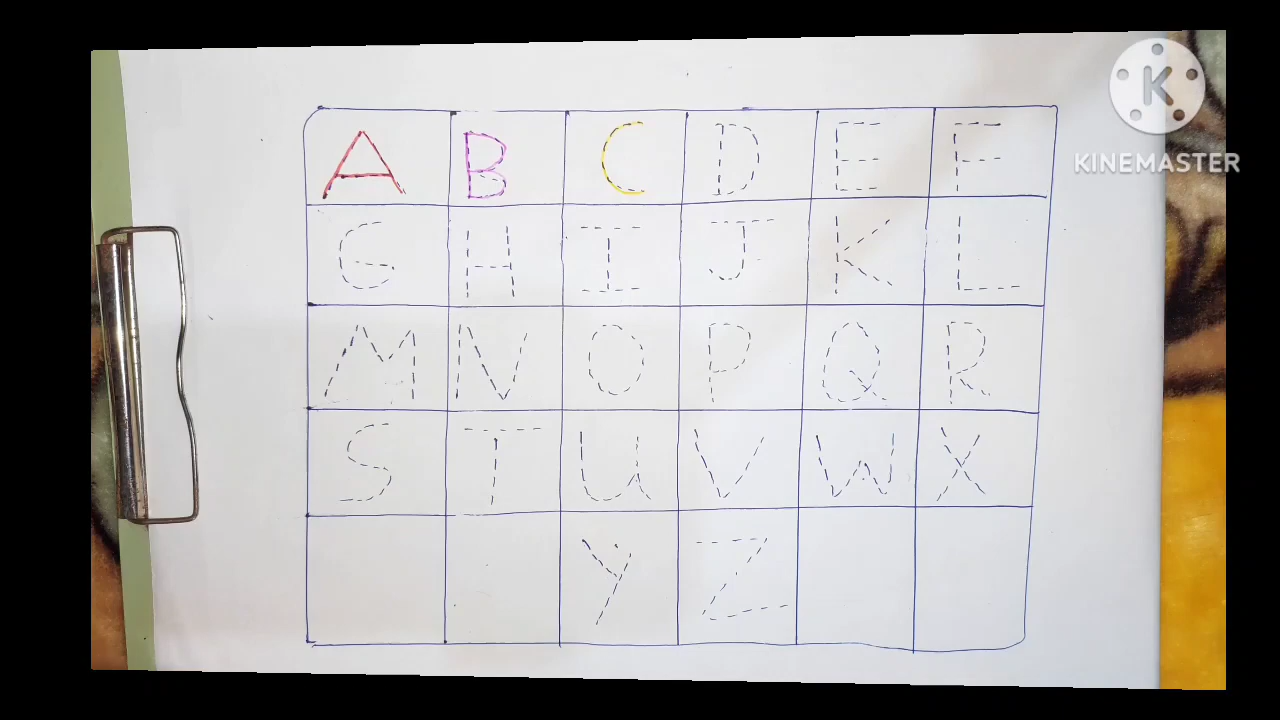 A B C D E F
G H I J K L
M N O P Q R
S T U V W X
Y Z
K
KINEMASTER